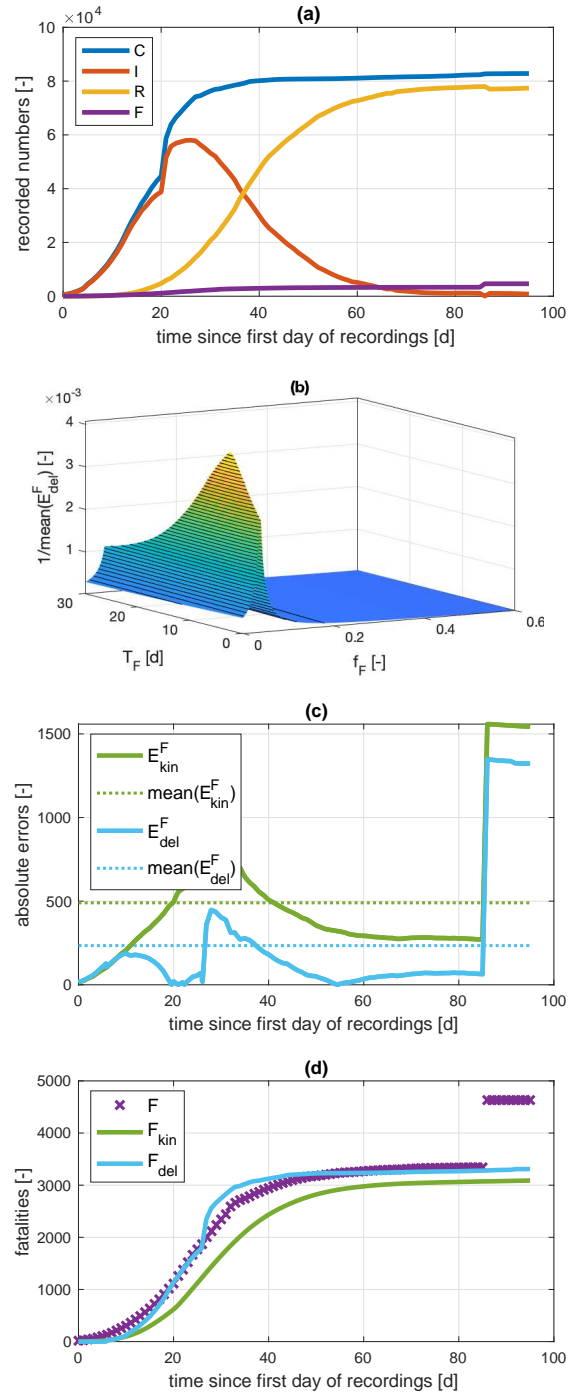 (a)
×10^4
10
8
6
4
2
0
C
I
R
F
recorded numbers [-]
0 20 40 60 80 100
time since first day of recordings [d]
(b)
×10^-3
4
3
2
1
1/mean(E^F_del) [-]
30
20
10
0
T_F [d]
0
0.2
0.4
0.6
f_F [-]
(c)
1500
1000
500
0
E^F_kin
mean(E^F_kin)
E^F_del
mean(E^F_del)
absolute errors [-]
0 20 40 60 80 100
time since first day of recordings [d]
(d)
5000
4000
3000
2000
1000
0
F
F_kin
F_del
fatalities [-]
0 20 40 60 80 100
time since first day of recordings [d]